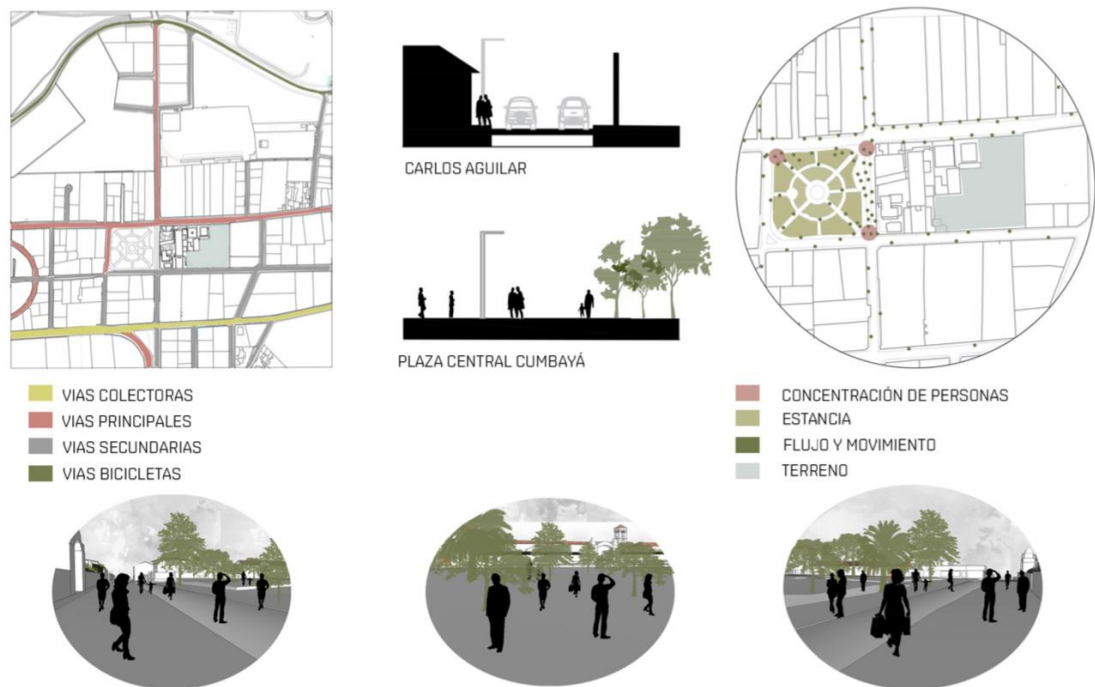 CARLOS AGUILAR
PLAZA CENTRAL CUMBAYÁ
VIAS COLECTORAS
VIAS PRINCIPALES
VIAS SECUNDARIAS
VIAS BICICLETAS
CONCENTRACIÓN DE PERSONAS
ESTANCIA
FLUJO Y MOVIMIENTO
TERRENO